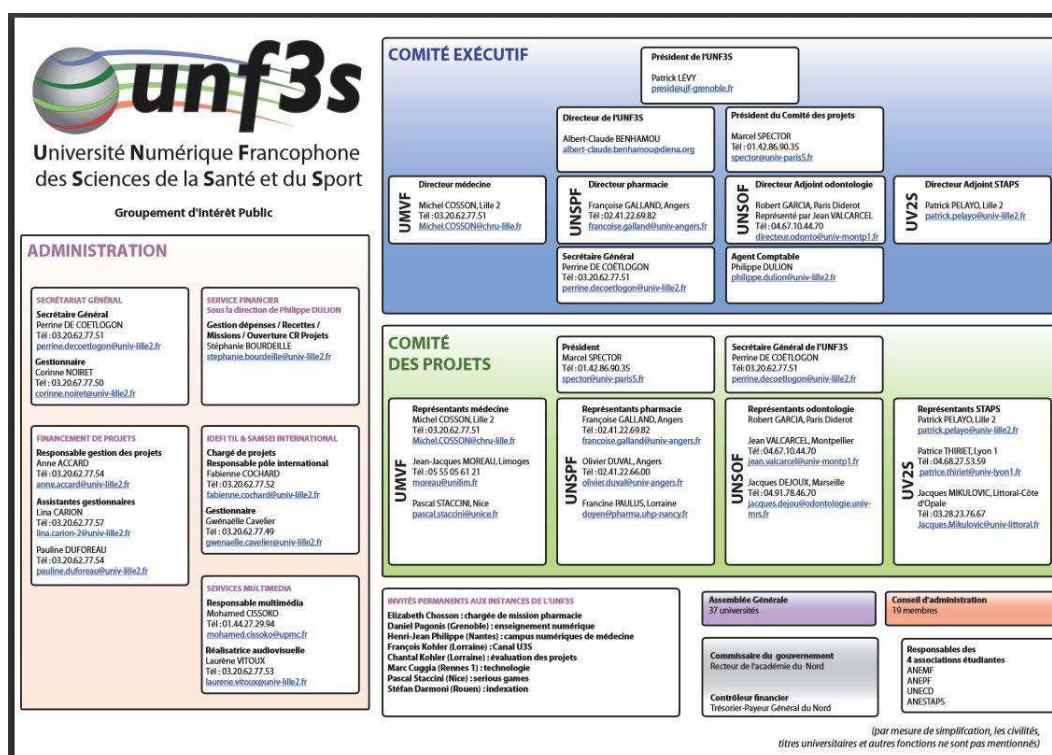 unf3s
Université Numérique Francophone
des Sciences de la Santé et du Sport
Groupement d'Intérêt Public
ADMINISTRATION
SECRÉTARIAT GÉNÉRAL
Secrétaire Général
Perrine DE COETLOGON
Tél : 03.20.62.77.51
perrine.decoetlogon@univ-lille2.fr
Gestionnaire
Corinne NOIRET
Tél : 03.20.67.77.50
corinne.noiret@univ-lille2.fr
SERVICE FINANCIER
Sous la direction de Philippe DULION
Gestion dépenses / Recettes /
Missions / Ouverture CR Projets
Stéphanie BOURDEILLE
stephanie.bourdeille@univ-lille2.fr
FINANCEMENT DE PROJETS
Responsable gestion des projets
Anne ACCARD
Tél : 03.20.62.77.54
anne.accard@univ-lille2.fr
Assistantes gestionnaires
Lina CARION
Tél : 03.20.62.77.57
lina.carion-2@univ-lille2.fr
Pauline DUFOREAU
Tél : 03.20.62.77.54
pauline.duforeau@univ-lille2.fr
IDEFI TIL & SAMSEI INTERNATIONAL
Chargé de projets
Responsable pôle international
Fabienne COCHARD
Tél : 03.20.62.77.52
fabienne.cochard@univ-lille2.fr
Gestionnaire
Gwénaëlle Cavelier
Tél : 03.20.62.77.49
gwenaelle.cavelier@univ-lille2.fr
SERVICES MULTIMEDIA
Responsable multimédia
Mohamed CISSOKO
Tél : 01.44.27.29.94
mohamed.cissoko@upmc.fr
Réalisatrice audiovisuelle
Laurène VITOUX
Tél : 03.20.62.77.53
laurene.vitoux@univ-lille2.fr
COMITÉ EXÉCUTIF
Président de l'UNF3S
Patrick LÉVY
presid@ujf-grenoble.fr
Directeur de l'UNF3S
Albert-Claude BENHAMOU
albert-claude.benhamou@diena.org
Président du Comité des projets
Marcel SPECTOR
Tél : 01.42.86.90.35
spector@univ-paris5.fr
UMVF
Directeur médecine
Michel COSSON, Lille 2
Tél : 03.20.62.77.51
Michel.COSSON@chru-lille.fr
UNSPF
Directeur pharmacie
Françoise GALLAND, Angers
Tél : 02.41.22.69.82
francoise.galland@univ-angers.fr
UNSOF
Directeur Adjoint odontologie
Robert GARCIA, Paris Diderot
Représenté par Jean VALCARCEL
Tél : 04.67.10.44.70
directeur.odonto@univ-montp1.fr
UV2S
Directeur Adjoint STAPS
Patrick PELAYO, Lille 2
patrick.pelayo@univ-lille2.fr
Secrétaire Général
Perrine DE COËTLOGON
Tél : 03.20.62.77.51
perrine.decoetlogon@univ-lille2.fr
Agent Comptable
Philippe DULION
philippe.dulion@univ-lille2.fr
COMITÉ
DES PROJETS
Président
Marcel SPECTOR
Tél : 01.42.86.90.35
spector@univ-paris5.fr
Secrétaire Général de l'UNF3S
Perrine DE COËTLOGON
Tél : 03.20.62.77.51
perrine.decoetlogon@univ-lille2.fr
UMVF
Représentants médecine
Michel COSSON, Lille 2
Tél : 03.20.62.77.51
Michel.COSSON@chru-lille.fr
Jean-Jacques MOREAU, Limoges
Tél : 05 55 05 61 21
moreau@unilim.fr
Pascal STACCINI, Nice
pascal.staccini@unice.fr
UNSPF
Représentants pharmacie
Françoise GALLAND, Angers
Tél : 02.41.22.69.82
francoise.galland@univ-angers.fr
Olivier DUVAL, Angers
Tél : 02.41.22.66.00
olivier.duval@univ-angers.fr
Francine PAULUS, Lorraine
doyen@pharma.uhp-nancy.fr
UNSOF
Représentants odontologie
Robert GARCIA, Paris Diderot
Jean VALCARCEL, Montpellier
Tél : 04.67.10.44.70
jean.valcarcel@univ-montp1.fr
Jacques DEJOUX, Marseille
Tél : 04.91.78.46.70
jacques.dejou@odontologie.univ-
mrs.fr
UV2S
Représentants STAPS
Patrick PELAYO, Lille 2
patrick.pelayo@univ-lille2.fr
Patrice THIRIET, Lyon 1
Tél : 04.68.27.53.59
patrice.thiriet@univ-lyon1.fr
Jacques MIKULOVIC, Littoral-Côte
d'Opale
Tél : 03.28.23.76.67
Jacques.Mikulovic@univ-littoral.fr
INVITÉS PERMANENTS AUX INSTANCES DE L'UNF3S
Elizabeth Chosson : chargée de mission pharmacie
Daniel Pagonis (Grenoble) : enseignement numérique
Henri-Jean Philippe (Nantes) : campus numériques de médecine
François Kohler (Lorraine) : Canal U3S
Chantal Kohler (Lorraine) : évaluation des projets
Marc Cuggia (Rennes 1) : technologie
Pascal Staccini (Nice) : serious games
Stéfan Darmoni (Rouen) : indexation
Assemblée Générale
37 universités
Conseil d'administration
19 membres
Commissaire du gouvernement
Recteur de l'académie du Nord
Contrôleur financier
Trésorier-Payeur Général du Nord
Responsables des
4 associations étudiantes
ANEMF
ANEPF
UNECD
ANESTAPS
(par mesure de simplifcation, les civilités,
titres universitaires et autres fonctions ne sont pas mentionnés)